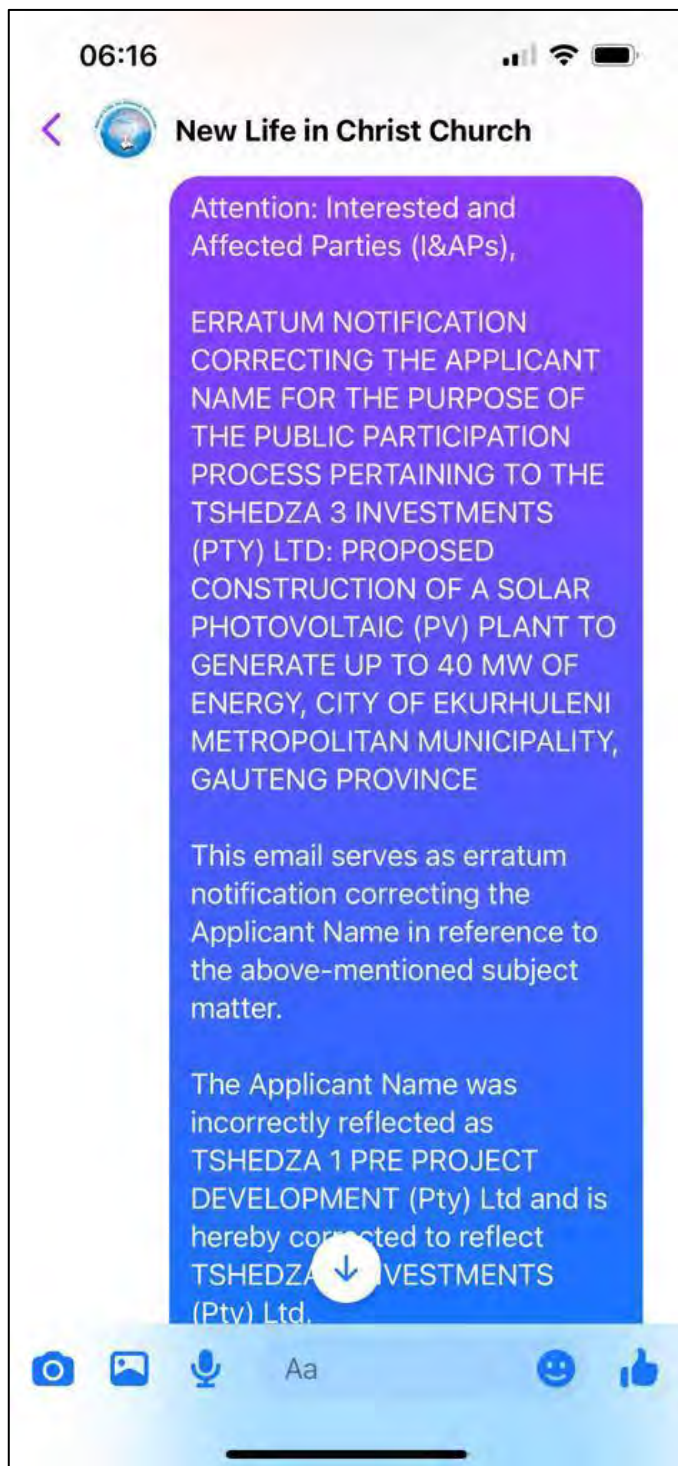 06:16
New Life in Christ Church
Attention: Interested and
Affected Parties (I&APs),
ERRATUM NOTIFICATION
CORRECTING THE APPLICANT
NAME FOR THE PURPOSE OF
THE PUBLIC PARTICIPATION
PROCESS PERTAINING TO THE
TSHEDZA 3 INVESTMENTS
(PTY) LTD: PROPOSED
CONSTRUCTION OF A SOLAR
PHOTOVOLTAIC (PV) PLANT TO
GENERATE UP TO 40 MW OF
ENERGY, CITY OF EKURHULENI
METROPOLITAN MUNICIPALITY,
GAUTENG PROVINCE
This email serves as erratum
notification correcting the
Applicant Name in reference to
the above-mentioned subject
matter.
The Applicant Name was
incorrectly reflected as
TSHEDZA 1 PRE PROJECT
DEVELOPMENT (Pty) Ltd and is
hereby corrected to reflect
TSHEDZA VESTMENTS
(Pty) Ltd.
Aa